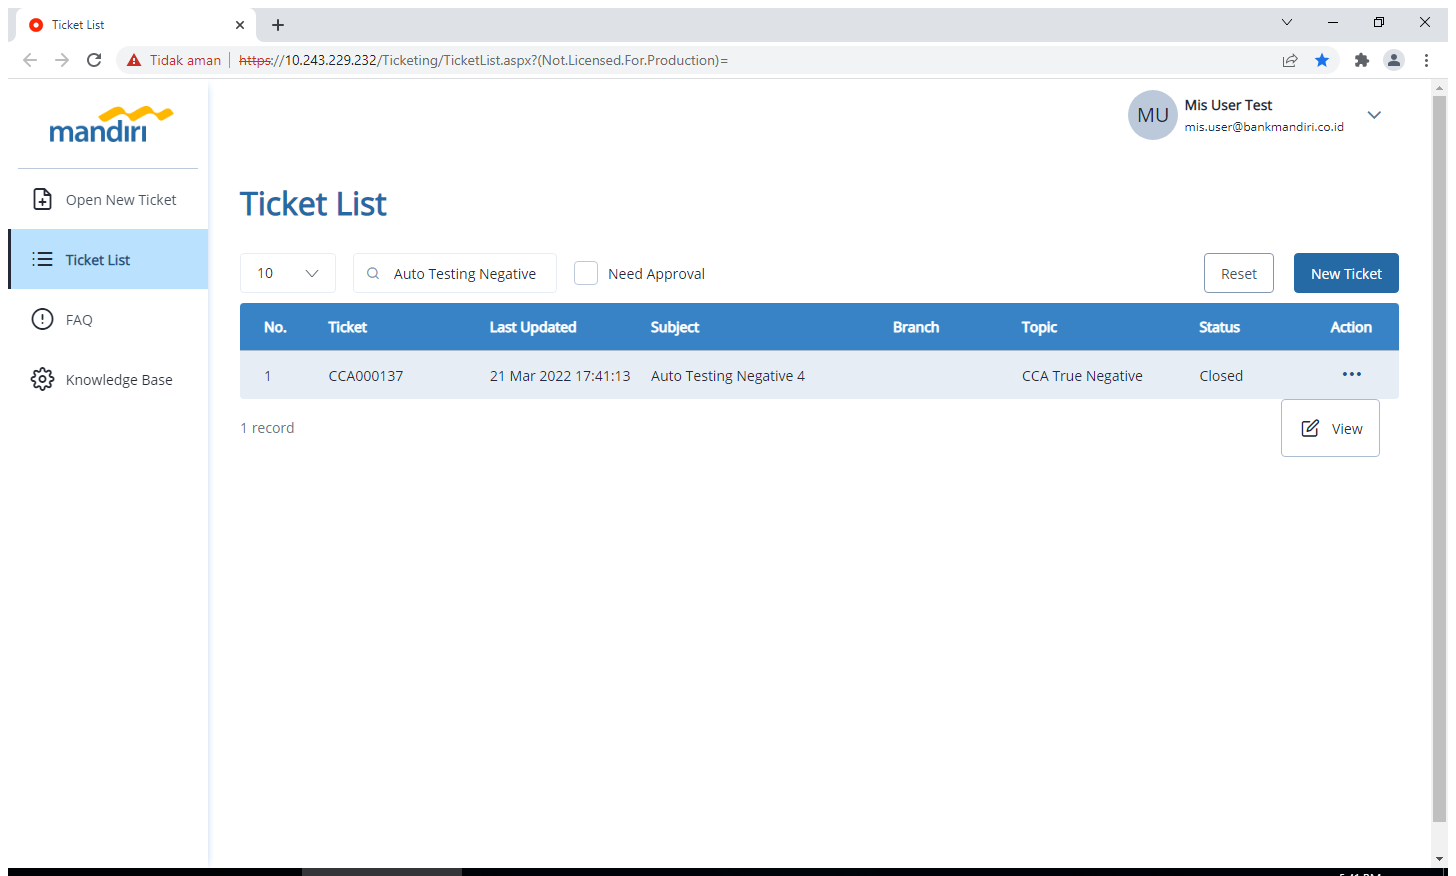 Ticket List
Tidak aman https://10.243.229.232/Ticketing/TicketList.aspx?(Not.Licensed.For.Production)=
mandiri
MU
Mis User Test
mis.user@bankmandiri.co.id
Open New Ticket
Ticket List
FAQ
Knowledge Base
Ticket List
10
Auto Testing Negative
Need Approval
Reset
New Ticket
No. Ticket Last Updated Subject Branch Topic Status Action
1 CCA000137 21 Mar 2022 17:41:13 Auto Testing Negative 4 CCA True Negative Closed
1 record
View